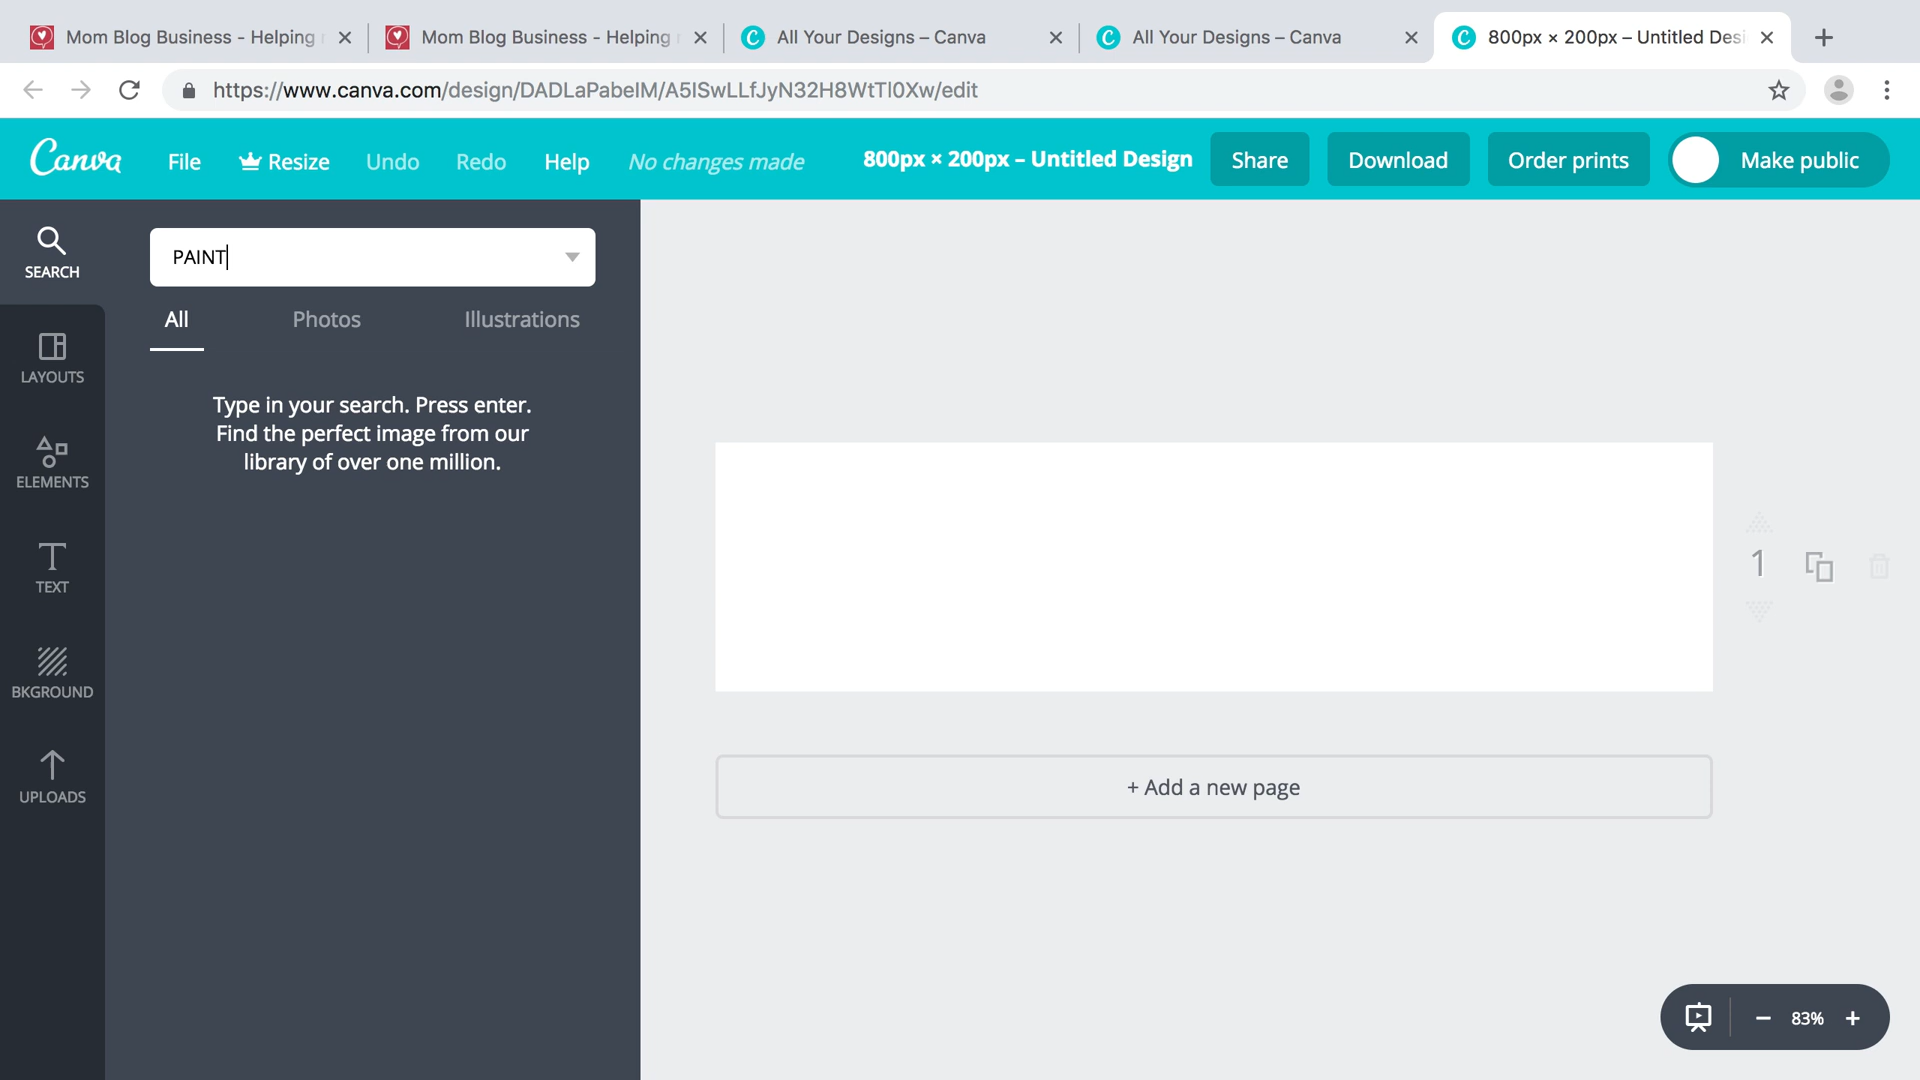 Mom Blog Business - Helping
Mom Blog Business - Helping
All Your Designs – Canva
All Your Designs – Canva
800px × 200px – Untitled Desi
https://www.canva.com/design/DADLaPabelM/A5ISwLLfJyN32H8WtTl0Xw/edit
Canva
File
Resize
Undo
Redo
Help
No changes made
800px × 200px – Untitled Design
Share
Download
Order prints
Make public
SEARCH
LAYOUTS
ELEMENTS
TEXT
BKGROUND
UPLOADS
PAINT
All
Photos
Illustrations
Type in your search. Press enter.
Find the perfect image from our
library of over one million.
1
+ Add a new page
83%